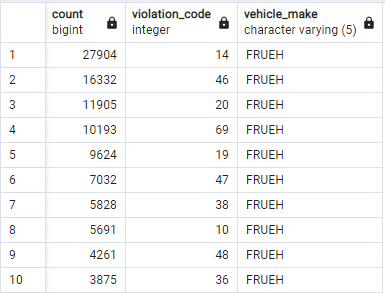 count violation_code vehicle_make
bigint integer character varying (5)
1 27904 14 FRUEH
2 16332 46 FRUEH
3 11905 20 FRUEH
4 10193 69 FRUEH
5 9624 19 FRUEH
6 7032 47 FRUEH
7 5828 38 FRUEH
8 5691 10 FRUEH
9 4261 48 FRUEH
10 3875 36 FRUEH